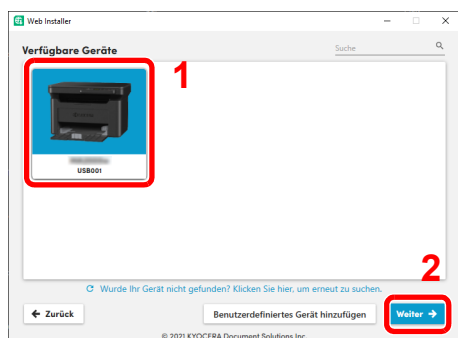 Web Installer
Verfügbare Geräte
Suche
1
USB001
2
Wurde Ihr Gerät nicht gefunden? Klicken Sie hier, um erneut zu suchen.
Zurück
Benutzerdefiniertes Gerät hinzufügen
Weiter
© 2021 KYOCERA Document Solutions Inc.